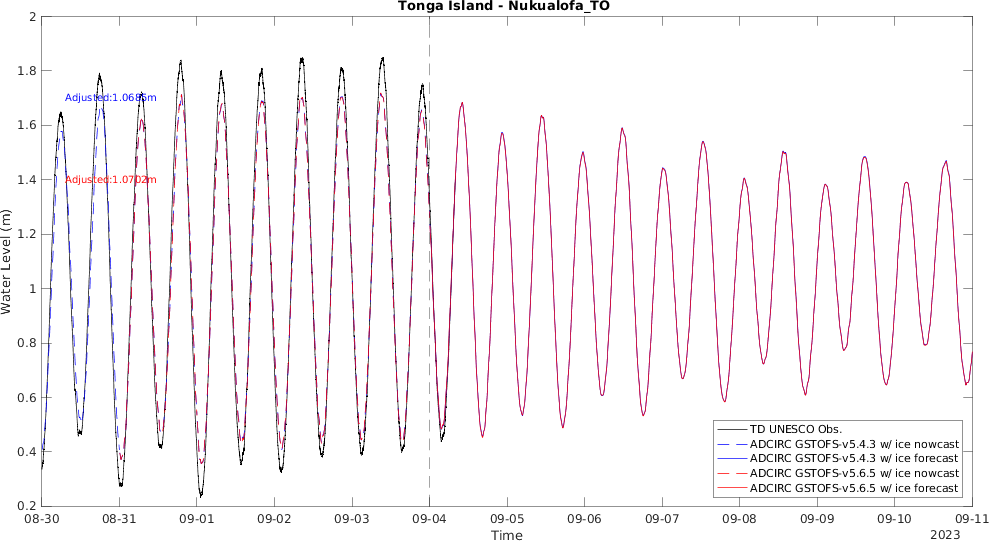 Tonga Island - Nukualofa_TO
2
1.8
1.6
1.4
1.2
1
0.8
0.6
0.4
0.2
Water Level (m)
Adjusted:1.0685m
Adjusted:1.0702m
TD UNESCO Obs.
ADCIRC GSTOFS-v5.4.3 w/ ice nowcast
ADCIRC GSTOFS-v5.4.3 w/ ice forecast
ADCIRC GSTOFS-v5.6.5 w/ ice nowcast
ADCIRC GSTOFS-v5.6.5 w/ ice forecast
08-30 08-31 09-01 09-02 09-03 09-04 09-05 09-06 09-07 09-08 09-09 09-10 09-11
Time
2023